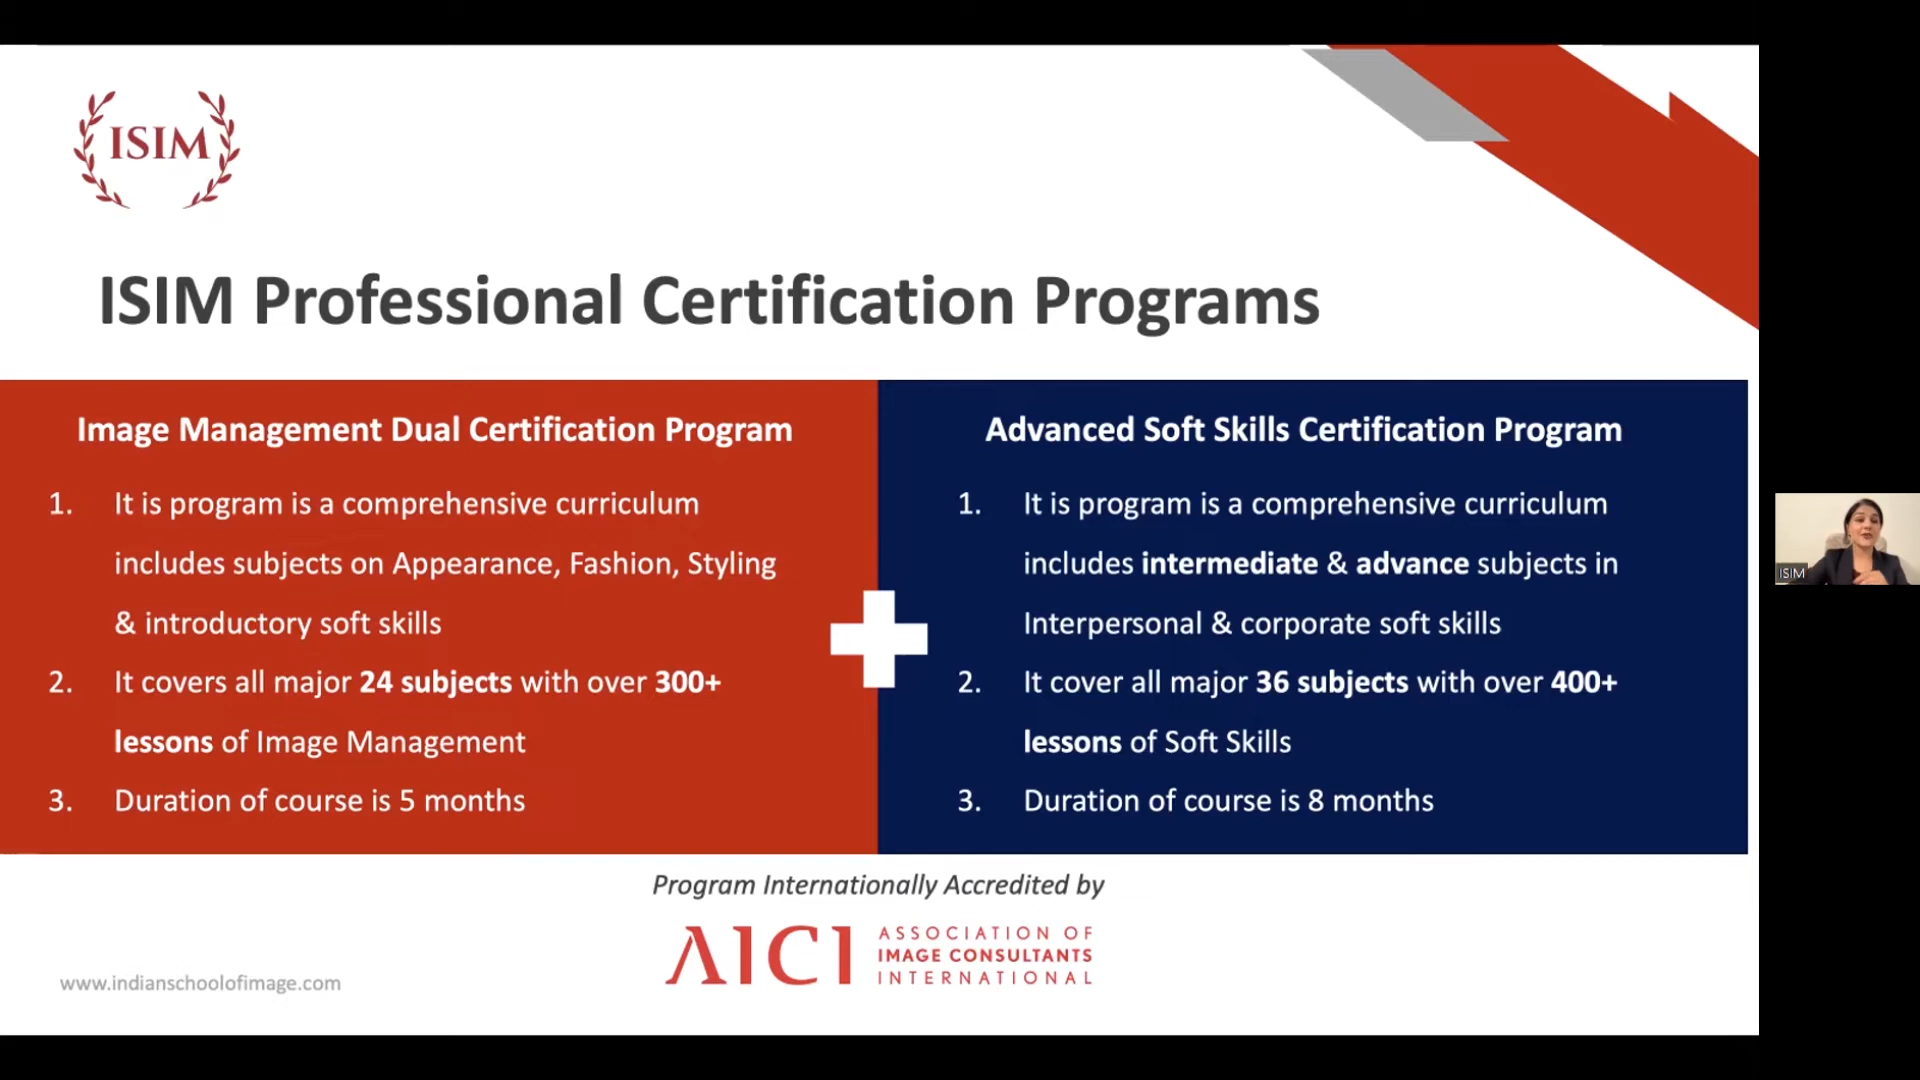 ISIM
ISIM Professional Certification Programs
Image Management Dual Certification Program
1. It is program is a comprehensive curriculum
includes subjects on Appearance, Fashion, Styling
& introductory soft skills
2. It covers all major 24 subjects with over 300+
lessons of Image Management
3. Duration of course is 5 months
Advanced Soft Skills Certification Program
1. It is program is a comprehensive curriculum
includes intermediate & advance subjects in
Interpersonal & corporate soft skills
2. It cover all major 36 subjects with over 400+
lessons of Soft Skills
3. Duration of course is 8 months
ISIM
Program Internationally Accredited by
AICI
ASSOCIATION OF
IMAGE CONSULTANTS
INTERNATIONAL
www.indianschoolofimage.com